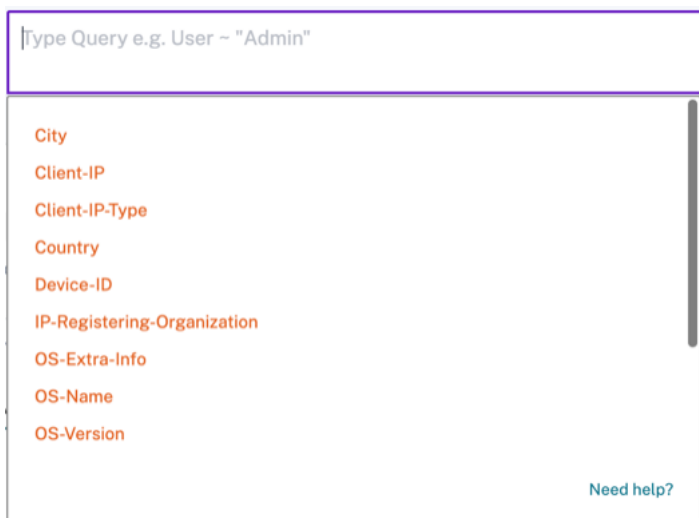 Type Query e.g. User ~ "Admin"
City
Client-IP
Client-IP-Type
Country
Device-ID
IP-Registering-Organization
OS-Extra-Info
OS-Name
OS-Version
Need help?